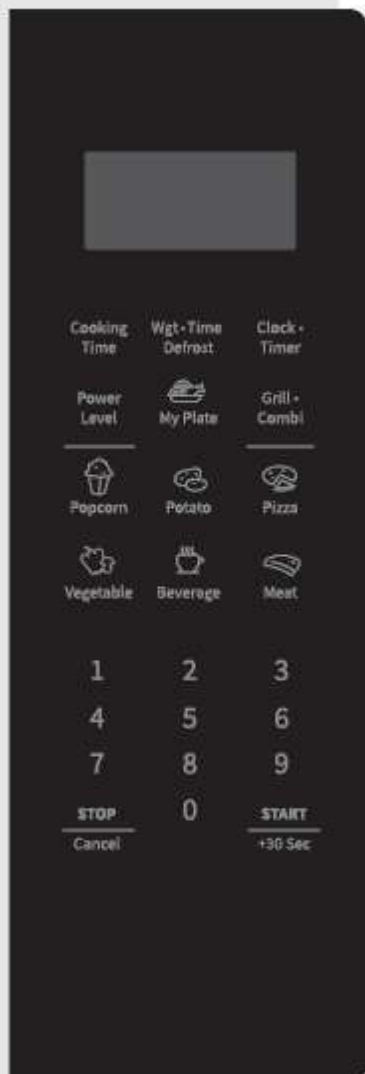 Cooking Wgt•Time Clock•
Time Defrost Timer
Power Grill•
Level My Plate Combi
Popcorn Potato Pizza
Vegetable Beverage Meat
1 2 3
4 5 6
7 8 9
STOP 0 START
Cancel +30 Sec